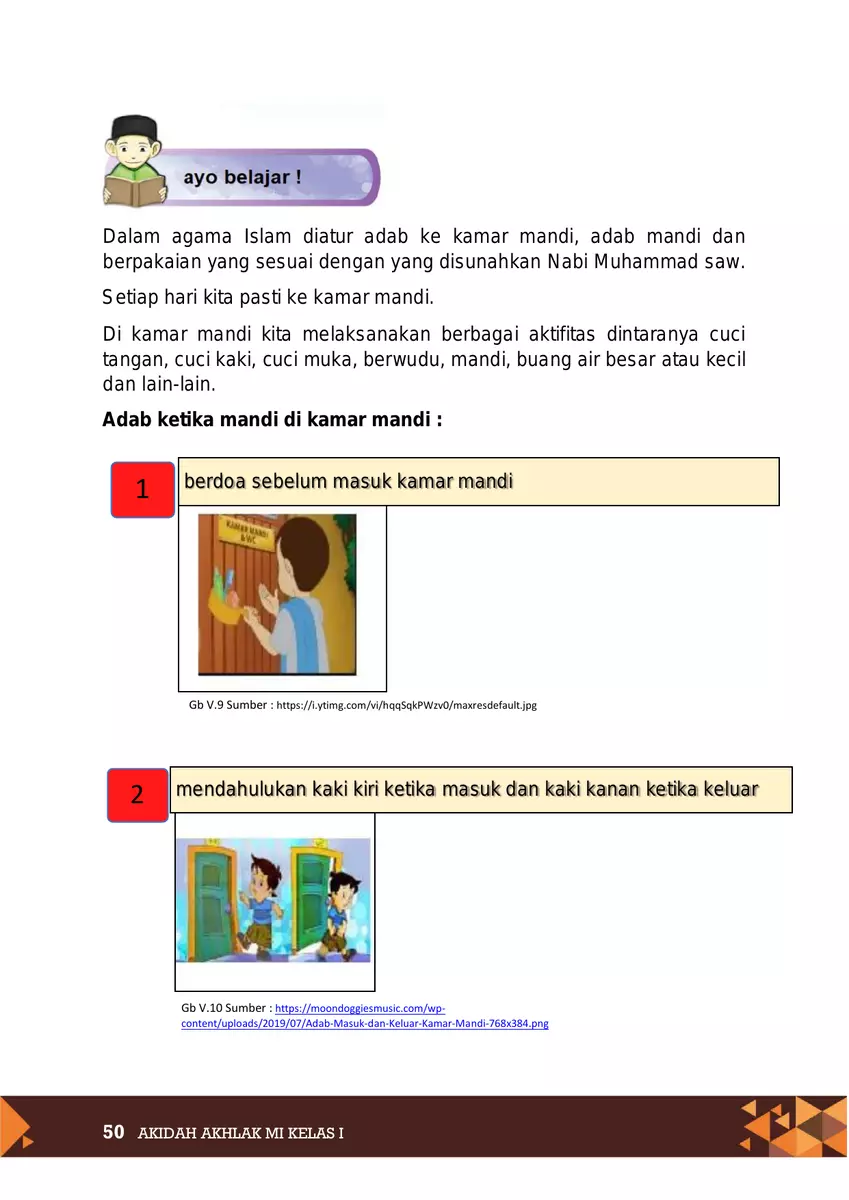 ayo belajar !
Dalam agama Islam diatur adab ke kamar mandi, adab mandi dan
berpakaian yang sesuai dengan yang disunahkan Nabi Muhammad saw.
Setiap hari kita pasti ke kamar mandi.
Di kamar mandi kita melaksanakan berbagai aktifitas dintaranya cuci
tangan, cuci kaki, cuci muka, berwudu, mandi, buang air besar atau kecil
dan lain-lain.
Adab ketika mandi di kamar mandi :
1
berdoa sebelum masuk kamar mandi
KAMAR MANDI
&WC
Gb V.9 Sumber : https://i.ytimg.com/vi/hqqSqkPWzv0/maxresdefault.jpg
2
mendahulukan kaki kiri ketika masuk dan kaki kanan ketika keluar
Gb V.10 Sumber : https://moondoggiesmusic.com/wp-
content/uploads/2019/07/Adab-Masuk-dan-Keluar-Kamar-Mandi-768x384.png
50 AKIDAH AKHLAK MI KELAS I